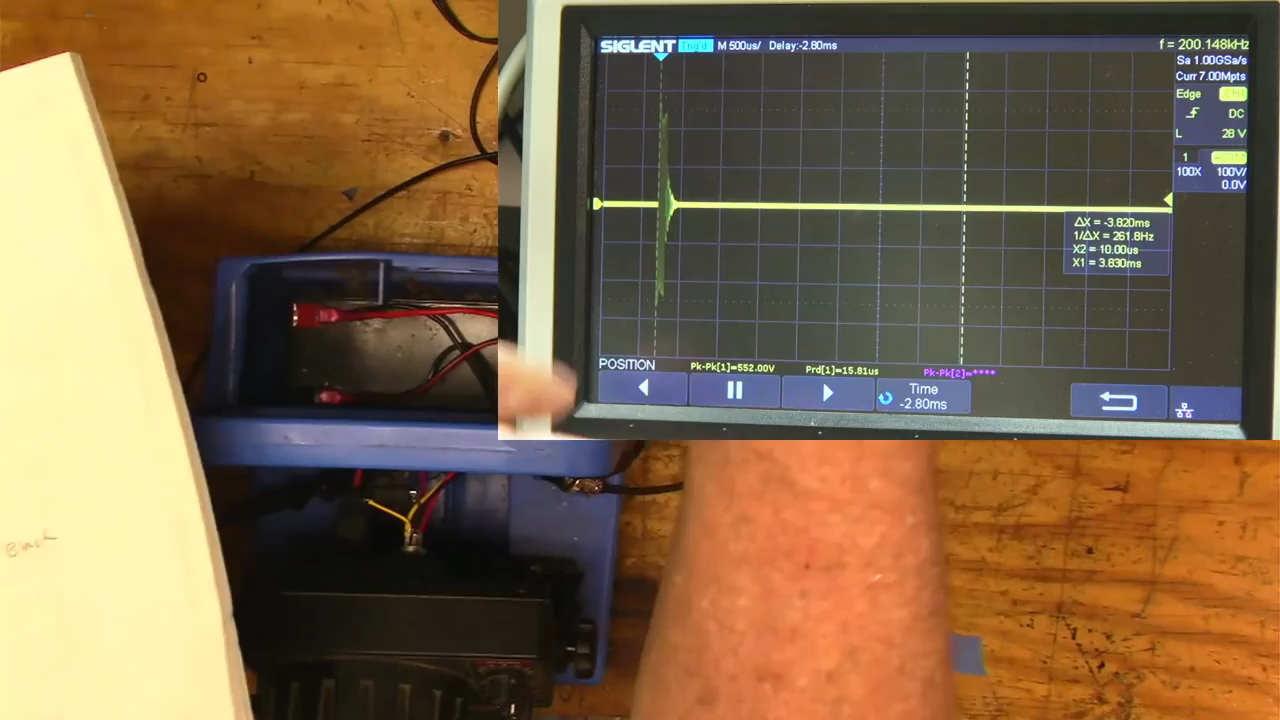 SIGLENT Trig'd M 500us/ Delay:-2.80ms
f = 200.148kHz
Sa 1.00GSa/s
Curr 7.00Mpts
Edge CH1
DC
L 28 V
1
100X 100V/
0.0V
ΔX = -3.820ms
1/ΔX = 261.8Hz
X2 = 10.00us
X1 = 3.830ms
POSITION
Pk-Pk[1]=552.00V Prd[1]=15.81us Pk-Pk[2]=****
Time
-2.80ms